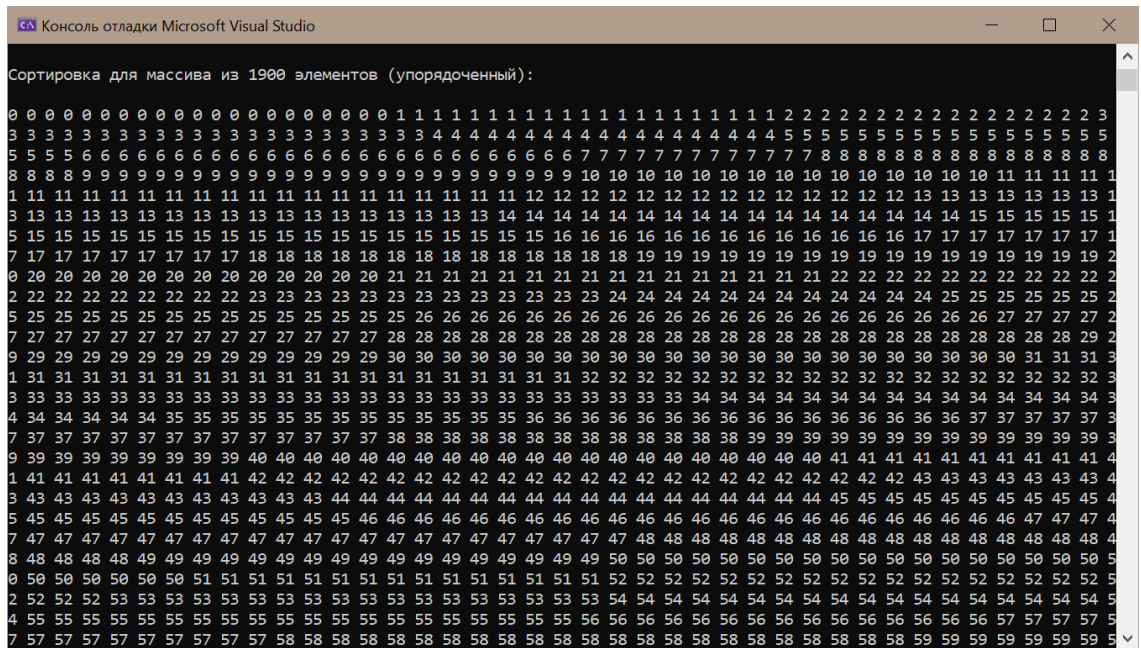 Консоль отладки Microsoft Visual Studio
Сортировка для массива из 1900 элементов (упорядоченный):
0 0 0 0 0 0 0 0 0 0 0 0 0 0 0 0 0 0 0 0 0 1 1 1 1 1 1 1 1 1 1 1 1 1 1 1 1 1 1 1 1 1 2 2 2 2 2 2 2 2 2 2 2 2 2 2 2 2 2 3
3 3 3 3 3 3 3 3 3 3 3 3 3 3 3 3 3 3 3 3 3 3 3 4 4 4 4 4 4 4 4 4 4 4 4 4 4 4 4 4 4 4 5 5 5 5 5 5 5 5 5 5 5 5 5 5 5 5 5 5
5 5 5 5 6 6 6 6 6 6 6 6 6 6 6 6 6 6 6 6 6 6 6 6 6 6 6 6 6 6 6 7 7 7 7 7 7 7 7 7 7 7 7 7 8 8 8 8 8 8 8 8 8 8 8 8 8 8 8 8
8 8 8 8 9 9 9 9 9 9 9 9 9 9 9 9 9 9 9 9 9 9 9 9 9 9 9 9 9 9 9 10 10 10 10 10 10 10 10 10 10 10 10 10 10 10 11 11 11 11 1
1 11 11 11 11 11 11 11 11 11 11 11 11 11 11 11 11 11 11 12 12 12 12 12 12 12 12 12 12 12 12 12 12 13 13 13 13 13 13 13 1
3 13 13 13 13 13 13 13 13 13 13 13 13 13 13 13 13 13 14 14 14 14 14 14 14 14 14 14 14 14 14 14 14 14 14 15 15 15 15 15 1
5 15 15 15 15 15 15 15 15 15 15 15 15 15 15 15 15 15 15 15 16 16 16 16 16 16 16 16 16 16 16 16 16 17 17 17 17 17 17 17 1
7 17 17 17 17 17 17 17 17 18 18 18 18 18 18 18 18 18 18 18 18 18 18 19 19 19 19 19 19 19 19 19 19 19 19 19 19 19 19 19 2
0 20 20 20 20 20 20 20 20 20 20 20 20 20 21 21 21 21 21 21 21 21 21 21 21 21 21 21 21 21 22 22 22 22 22 22 22 22 22 22 2
2 22 22 22 22 22 22 22 22 23 23 23 23 23 23 23 23 23 23 23 23 23 24 24 24 24 24 24 24 24 24 24 24 24 25 25 25 25 25 25 2
5 25 25 25 25 25 25 25 25 25 25 25 25 25 26 26 26 26 26 26 26 26 26 26 26 26 26 26 26 26 26 26 26 26 26 26 27 27 27 27 2
7 27 27 27 27 27 27 27 27 27 27 27 27 27 28 28 28 28 28 28 28 28 28 28 28 28 28 28 28 28 28 28 28 28 28 28 28 28 28 29 2
9 29 29 29 29 29 29 29 29 29 29 29 29 29 30 30 30 30 30 30 30 30 30 30 30 30 30 30 30 30 30 30 30 30 30 30 30 31 31 31 3
1 31 31 31 31 31 31 31 31 31 31 31 31 31 31 31 31 31 31 31 31 32 32 32 32 32 32 32 32 32 32 32 32 32 32 32 32 32 32 32 3
3 33 33 33 33 33 33 33 33 33 33 33 33 33 33 33 33 33 33 33 33 33 33 33 33 34 34 34 34 34 34 34 34 34 34 34 34 34 34 34 3
4 34 34 34 34 34 35 35 35 35 35 35 35 35 35 35 35 35 35 36 36 36 36 36 36 36 36 36 36 36 36 36 36 36 36 37 37 37 37 37 3
7 37 37 37 37 37 37 37 37 37 37 37 37 37 38 38 38 38 38 38 38 38 38 38 38 38 38 39 39 39 39 39 39 39 39 39 39 39 39 39 3
9 39 39 39 39 39 39 39 39 40 40 40 40 40 40 40 40 40 40 40 40 40 40 40 40 40 40 40 40 40 41 41 41 41 41 41 41 41 41 41 4
1 41 41 41 41 41 41 41 41 42 42 42 42 42 42 42 42 42 42 42 42 42 42 42 42 42 42 42 42 42 42 42 42 43 43 43 43 43 43 43 4
3 43 43 43 43 43 43 43 43 43 43 43 44 44 44 44 44 44 44 44 44 44 44 44 44 44 44 44 44 44 45 45 45 45 45 45 45 45 45 45 4
5 45 45 45 45 45 45 45 45 45 45 45 45 46 46 46 46 46 46 46 46 46 46 46 46 46 46 46 46 46 46 46 46 46 46 46 46 47 47 47 4
7 47 47 47 47 47 47 47 47 47 47 47 47 47 47 47 47 47 47 47 47 47 47 48 48 48 48 48 48 48 48 48 48 48 48 48 48 48 48 48 4
8 48 48 48 48 49 49 49 49 49 49 49 49 49 49 49 49 49 49 49 49 49 50 50 50 50 50 50 50 50 50 50 50 50 50 50 50 50 50 50 5
0 50 50 50 50 50 50 51 51 51 51 51 51 51 51 51 51 51 51 51 51 51 52 52 52 52 52 52 52 52 52 52 52 52 52 52 52 52 52 52 5
2 52 52 52 53 53 53 53 53 53 53 53 53 53 53 53 53 53 53 53 53 53 54 54 54 54 54 54 54 54 54 54 54 54 54 54 54 54 54 54 5
4 55 55 55 55 55 55 55 55 55 55 55 55 55 55 55 55 55 55 55 55 56 56 56 56 56 56 56 56 56 56 56 56 56 56 56 57 57 57 57 5
7 57 57 57 57 57 57 57 57 57 58 58 58 58 58 58 58 58 58 58 58 58 58 58 58 58 58 58 58 58 58 58 58 59 59 59 59 59 59 59 5